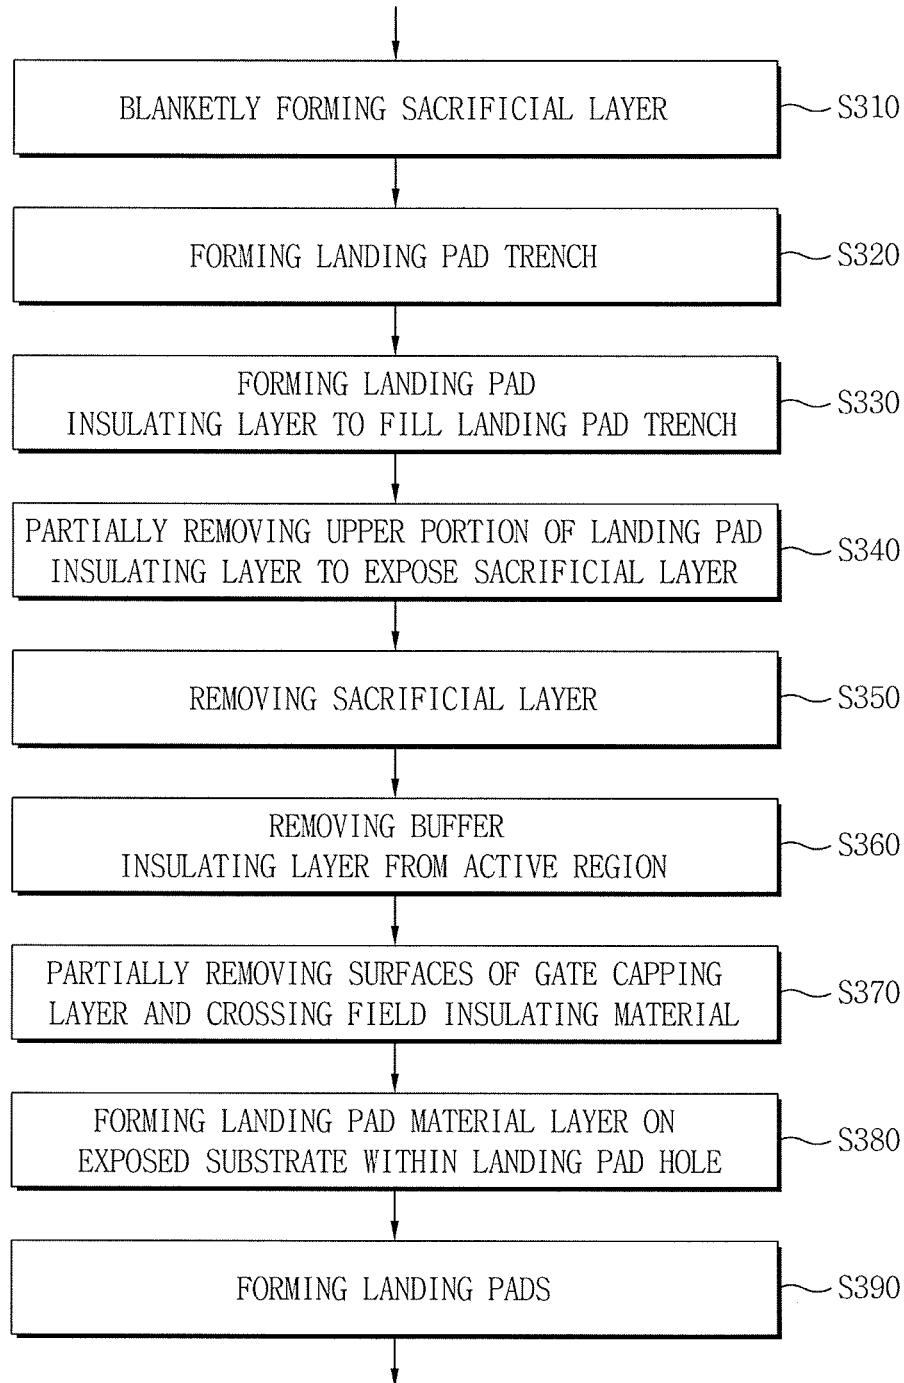 BLANKETLY FORMING SACRIFICIAL LAYER
S310
FORMING LANDING PAD TRENCH
S320
FORMING LANDING PAD
INSULATING LAYER TO FILL LANDING PAD TRENCH
S330
PARTIALLY REMOVING UPPER PORTION OF LANDING PAD
INSULATING LAYER TO EXPOSE SACRIFICIAL LAYER
S340
REMOVING SACRIFICIAL LAYER
S350
REMOVING BUFFER
INSULATING LAYER FROM ACTIVE REGION
S360
PARTIALLY REMOVING SURFACES OF GATE CAPPING
LAYER AND CROSSING FIELD INSULATING MATERIAL
S370
FORMING LANDING PAD MATERIAL LAYER ON
EXPOSED SUBSTRATE WITHIN LANDING PAD HOLE
S380
FORMING LANDING PADS
S390